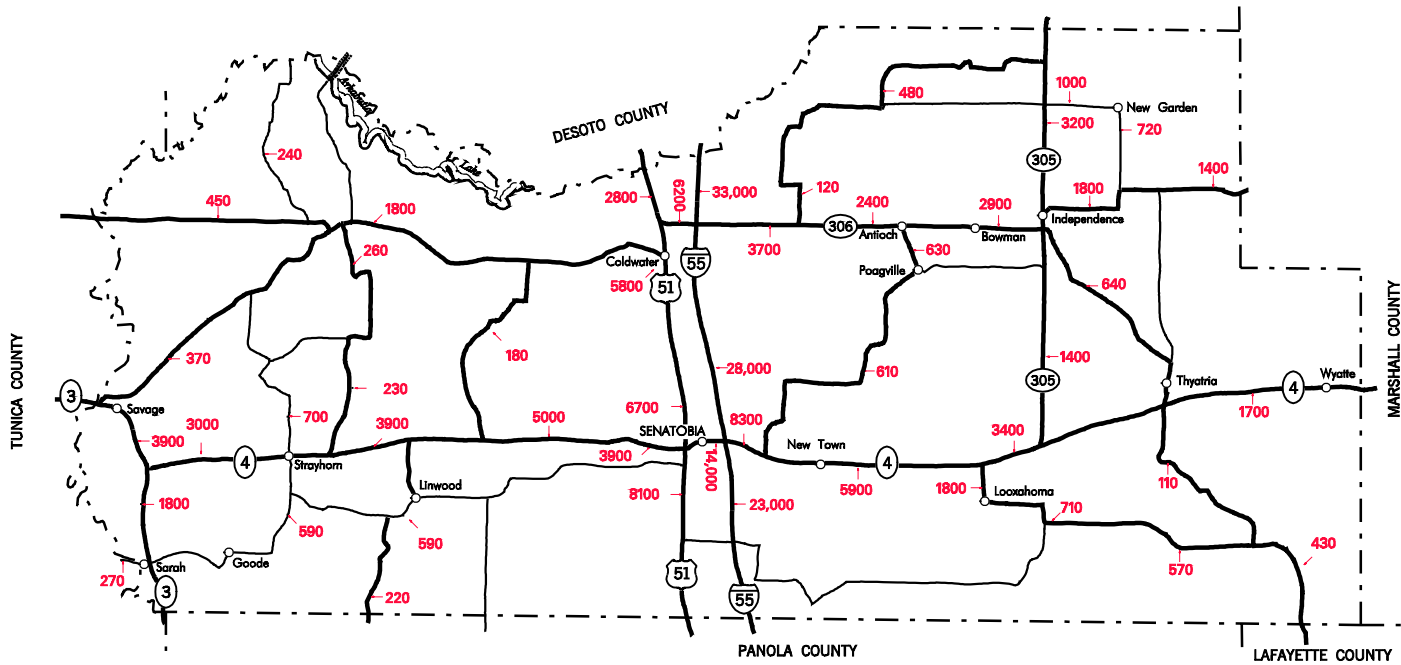 1000
480
New Garden
DESOTO COUNTY
Arkabutla
3200
720
240
305
Lake
1400
2800
6200
33,000
120
1800
450
1800
2400
2900
Independence
306
Antioch
Bowman
3700
260
630
Coldwater
55
Poagville
5800
51
640
MARSHALL COUNTY
TUNICA COUNTY
370
180
28,000
610
1400
305
Thyatria
Wyatte
4
3
230
1700
Savage
700
6700
3000
3900
5000
8300
3400
3900
SENATOBIA
New Town
3900
14,000
4
Strayhorn
4
5900
1800
110
Linwood
8100
Looxahoma
1800
23,000
710
590
590
430
Goode
570
270
Sarah
51
3
220
55
PANOLA COUNTY
LAFAYETTE COUNTY